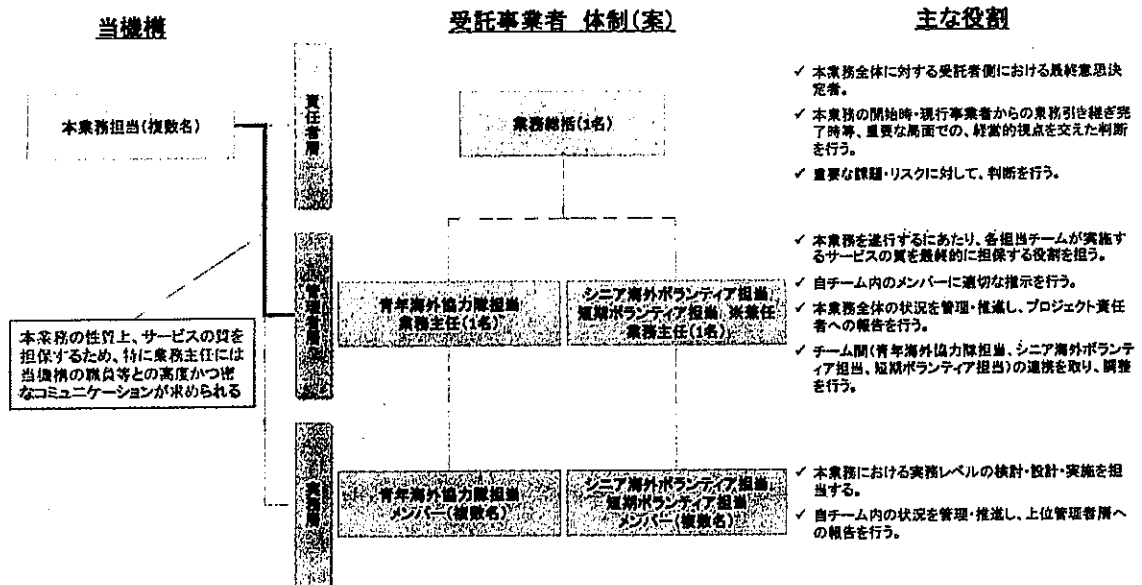 当機構
受託事業者 体制(案)
主な役割
本業務担当(複数名)
責任者層
業務総括(1名)
✓ 本業務全体に対する受託者側における最終意思決
定者。
✓ 本業務の開始時・現行事業者からの業務引き継ぎ完
了時等、重要な局面での、経営的視点を交えた判断
を行う。
✓ 重要な課題・リスクに対して、判断を行う。
管理者層
青年海外協力隊担当
業務主任(1名)
シニア海外ボランティア担当
短期ボランティア担当 ※兼任
業務主任(1名)
✓ 本業務を遂行するにあたり、各担当チームが実施す
るサービスの質を最終的に担保する役割を担う。
✓ 自チーム内のメンバーに適切な指示を行う。
✓ 本業務全体の状況を管理・推進し、プロジェクト責任
者への報告を行う。
✓ チーム間(青年海外協力隊担当、シニア海外ボランテ
ィア担当、短期ボランティア担当)の連携を取り、調整
を行う。
本業務の性質上、サービスの質を
担保するため、特に業務主任には
当機構の職員等との高度かつ密
なコミュニケーションが求められる
実務層
青年海外協力隊担当
メンバー(複数名)
シニア海外ボランティア担当
短期ボランティア担当
メンバー(複数名)
✓ 本業務における実務レベルの検討・設計・実施を担
当する。
✓ 自チーム内の状況を管理・推進し、上位管理者層へ
の報告を行う。